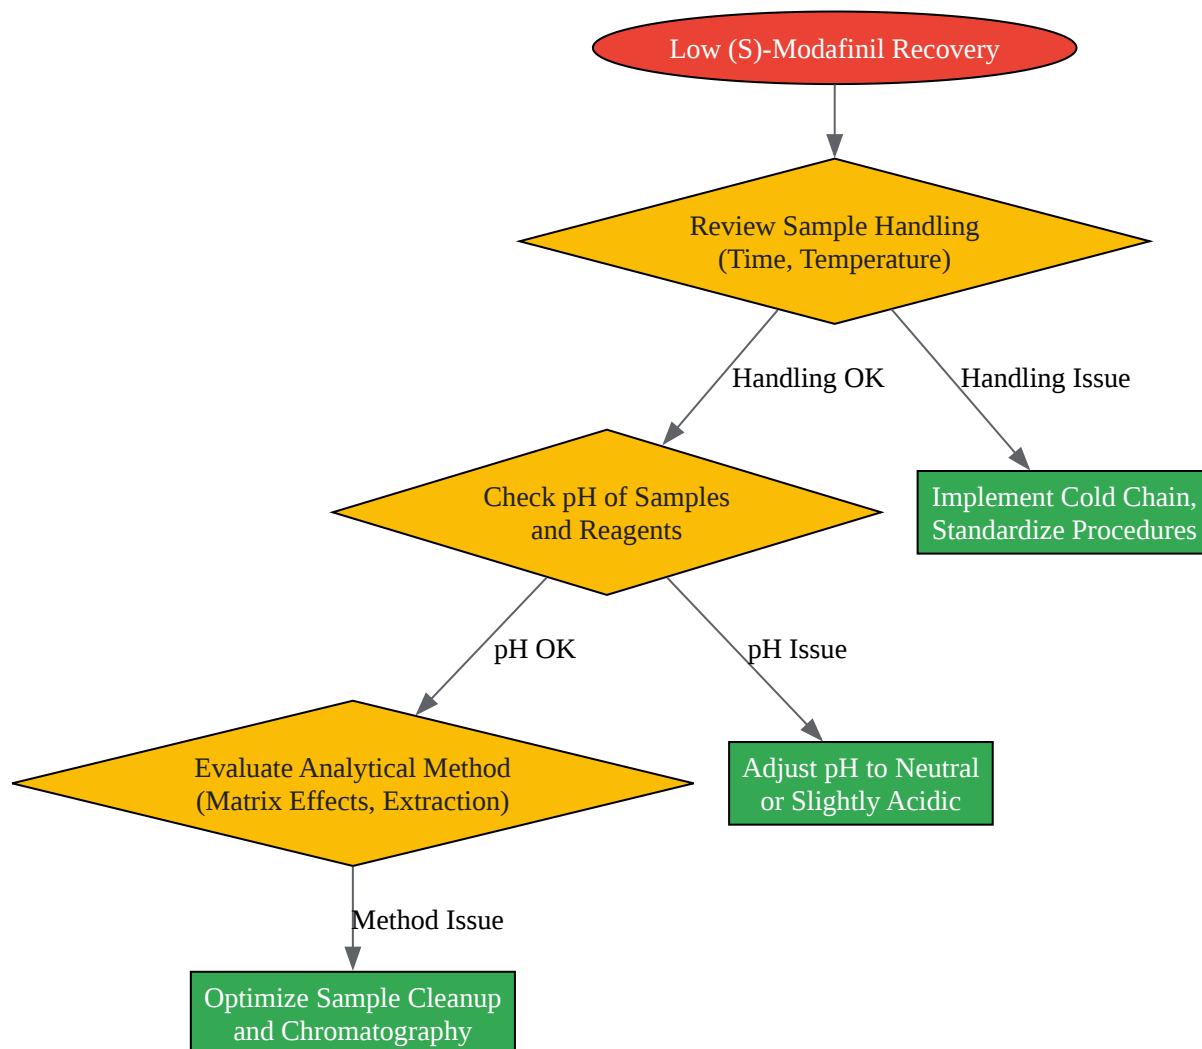 Low (S)-Modafinil Recovery
Review Sample Handling
(Time, Temperature)
Handling OK
Handling Issue
Check pH of Samples
and Reagents
Implement Cold Chain,
Standardize Procedures
pH OK
pH Issue
Evaluate Analytical Method
(Matrix Effects, Extraction)
Adjust pH to Neutral
or Slightly Acidic
Method Issue
Optimize Sample Cleanup
and Chromatography